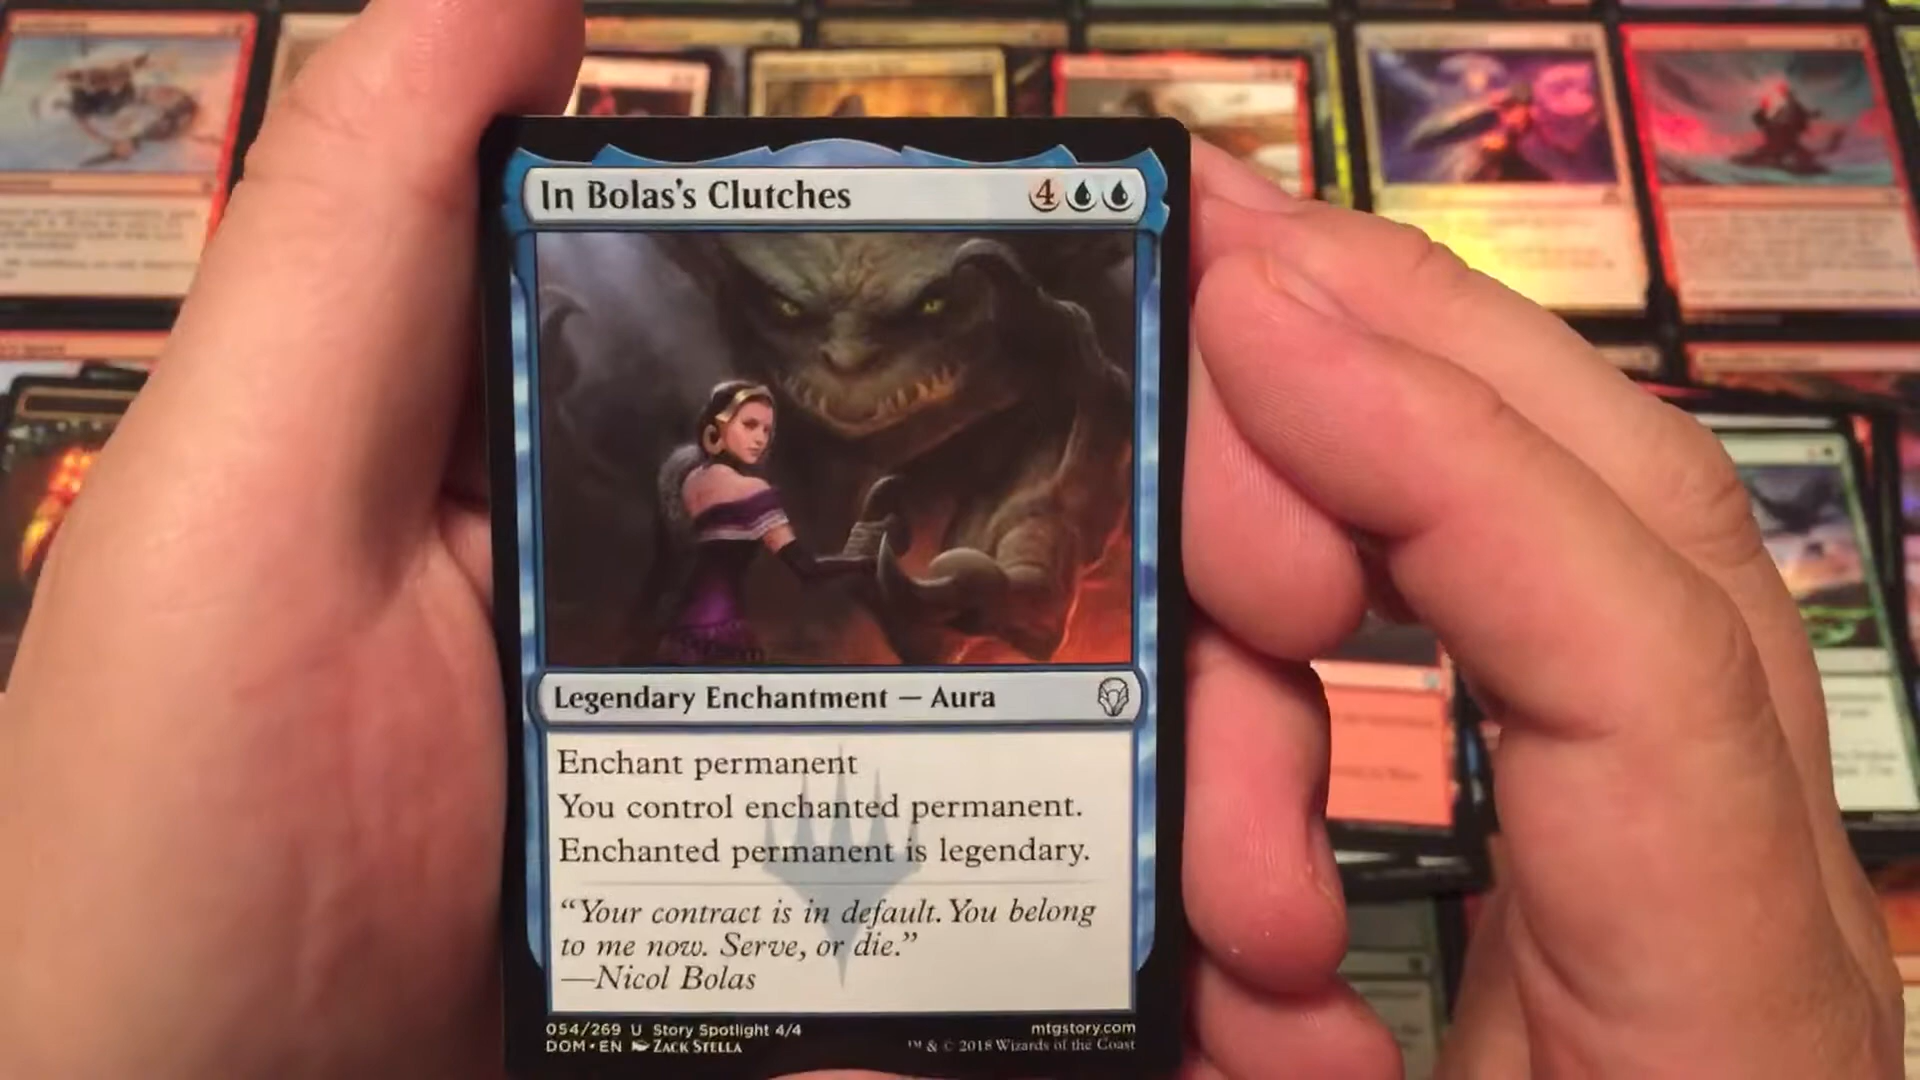 In Bolas's Clutches 4
Legendary Enchantment — Aura
Enchant permanent
You control enchanted permanent.
Enchanted permanent is legendary.
“Your contract is in default. You belong
to me now. Serve, or die.”
—Nicol Bolas
054/269 U Story Spotlight 4/4 mtgstory.com
DOM • EN ZACK STELLA ™ & © 2018 Wizards of the Coast